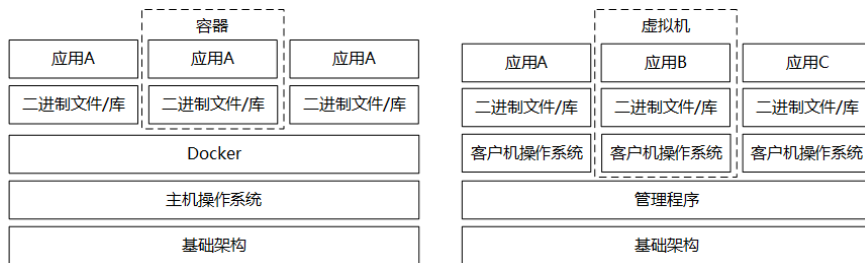 容器
应用A
应用A
应用A
二进制文件/库
二进制文件/库
二进制文件/库
Docker
主机操作系统
基础架构
虚拟机
应用A
应用B
应用C
二进制文件/库
二进制文件/库
二进制文件/库
客户机操作系统
客户机操作系统
客户机操作系统
管理程序
基础架构